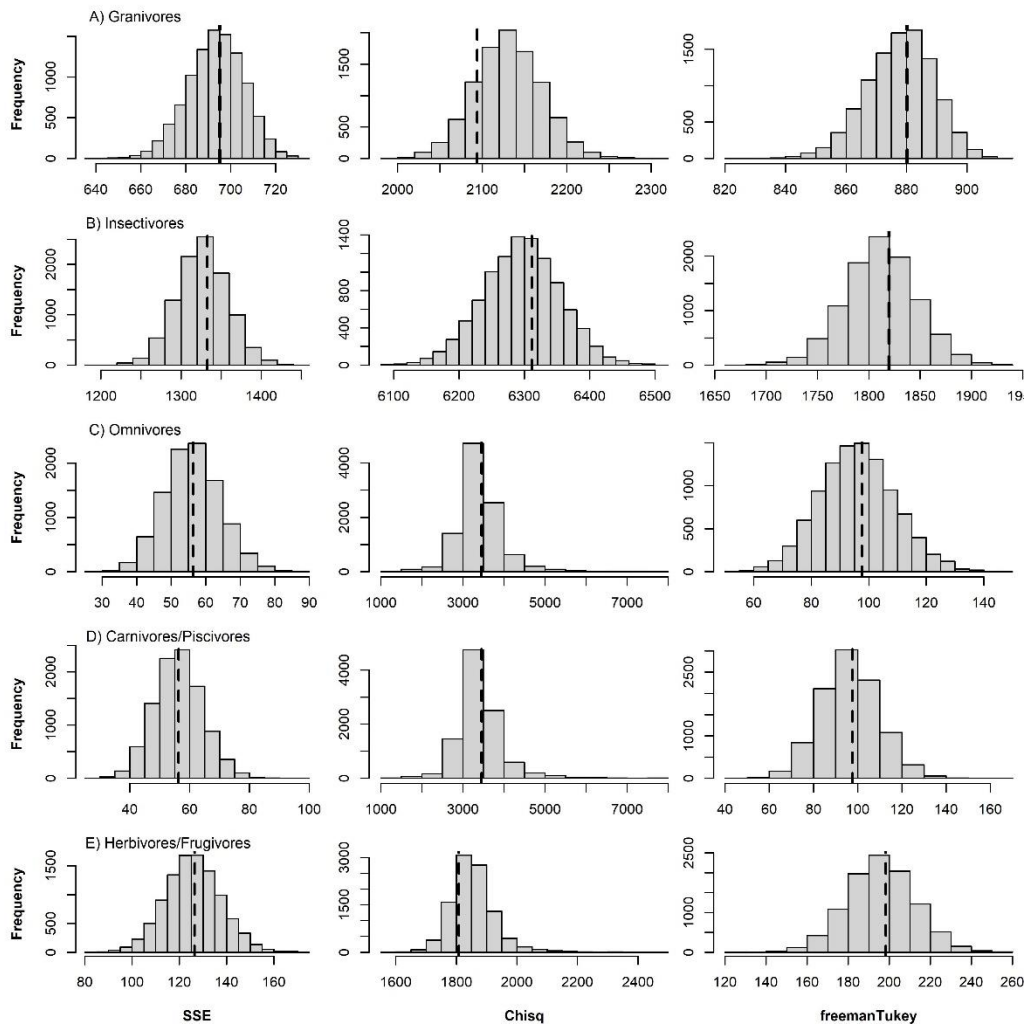 A) Granivores
Frequency
0 500 1000
640 660 680 700 720
0 500 1500
2000 2100 2200 2300
0 500 1500
820 840 860 880 900
B) Insectivores
Frequency
0 1000 2000
1200 1300 1400
0 400 800 1400
6100 6200 6300 6400 6500
0 1000 2000
1650 1700 1750 1800 1850 1900
C) Omnivores
Frequency
0 1000 2000
30 40 50 60 70 80 90
0 2000 4000
1000 3000 5000 7000
0 500 1000
60 80 100 120 140
D) Carnivores/Piscivores
Frequency
0 1000 2000
40 60 80 100
0 2000 4000
1000 3000 5000 7000
0 1000 2500
40 60 80 100 120 140 160
E) Herbivores/Frugivores
Frequency
0 500 1500
80 100 120 140 160
0 1500 3000
1600 1800 2000 2200 2400
0 1000 2500
120 140 160 180 200 220 240 260
SSE Chisq freemanTukey